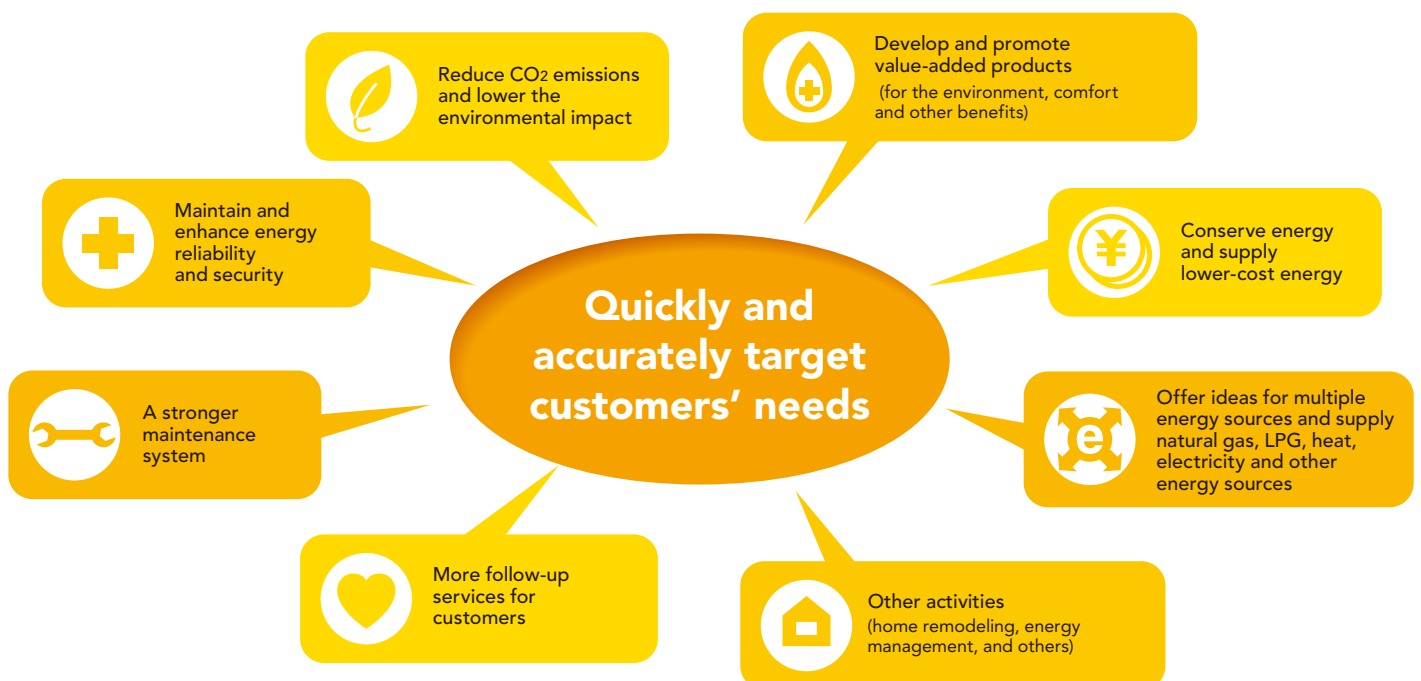 Reduce CO2 emissions
and lower the
environmental impact
Develop and promote
value-added products
(for the environment, comfort
and other benefits)
Maintain and
enhance energy
reliability
and security
¥
Conserve energy
and supply
lower-cost energy
Quickly and
accurately target
customers’ needs
A stronger
maintenance
system
e
Offer ideas for multiple
energy sources and supply
natural gas, LPG, heat,
electricity and other
energy sources
More follow-up
services for
customers
Other activities
(home remodeling, energy
management, and others)